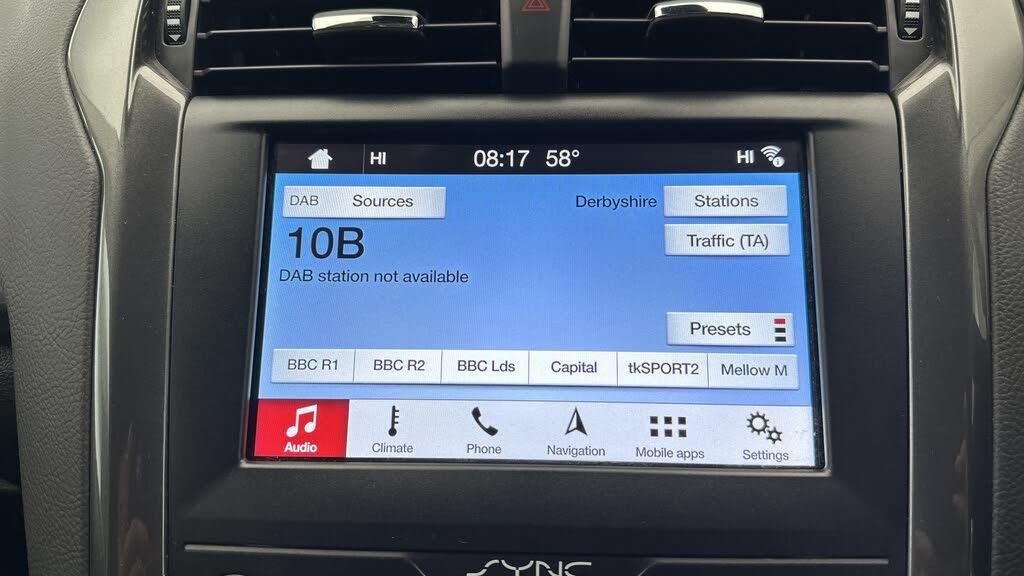 HI 08:17 58° HI
DAB Sources Derbyshire Stations
10B Traffic (TA)
DAB station not available
Presets
BBC R1 BBC R2 BBC Lds Capital tkSPORT2 Mellow M
Audio Climate Phone Navigation Mobile apps Settings
SYNC